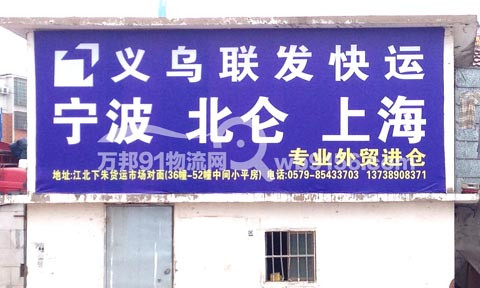 义乌联发快运
宁波 北仑 上海
万邦91物流网
专业外贸进仓
地址:江北下朱货运市场对面(36幢-52幢中间小平房) 电话:0579-85433703 13738908371